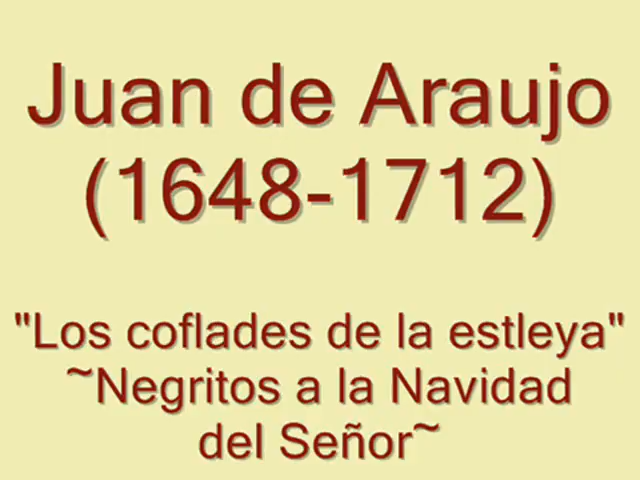 Juan de Araujo
(1648-1712)
"Los coflades de la estleya"
~Negritos a la Navidad
del Señor~